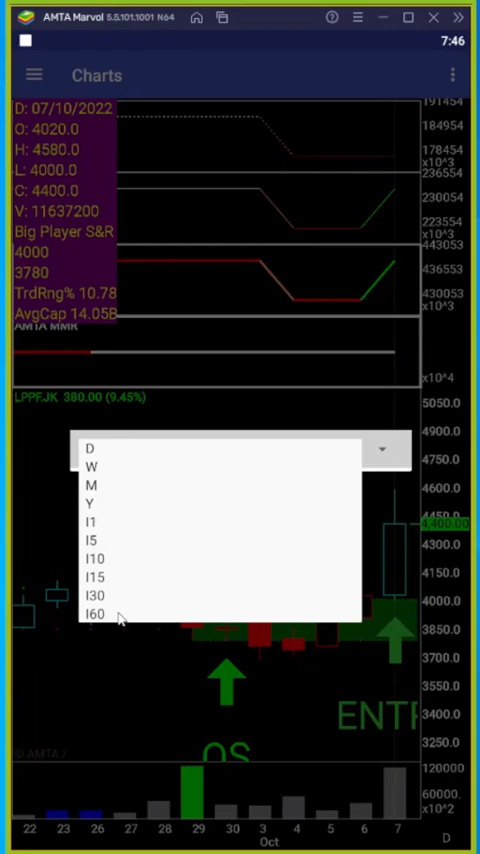 AMTA Marvol 5.5.101.1001 N64
7:46
Charts
D: 07/10/2022
O: 4020.0
H: 4580.0
L: 4000.0
C: 4400.0
V: 11637200
Big Player S&R
4000
3780
TrdRng% 10.78
AvgCap 14.05B
191454
184954
178454
x10^3
236554
230054
223554
x10^3
443053
436553
430053
x10^3
AMTA MMR
x10^4
LPPF.JK 380.00 (9.45%)
5050.0
4900.0
4750.0
4600.0
4450.0
4,400.00
4300.0
4150.0
4000.0
3850.0
3700.0
3550.0
3400.0
3250.0
D
W
M
Y
I1
I5
I10
I15
I30
I60
ENTR
OS
© AMTA /
120000
60000.
x10^2
22 23 26 27 28 29 30 3 4 5 6 7
Oct
D